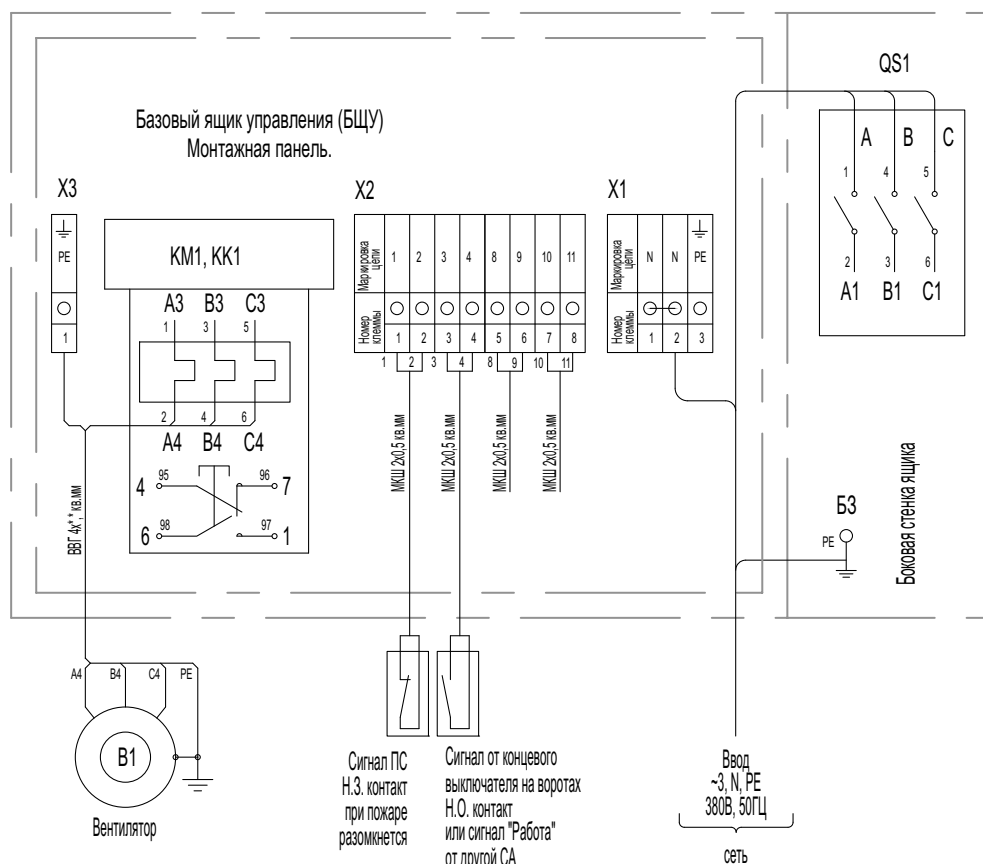 QS1
Базовый ящик управления (БЩУ)
Монтажная панель.
A B C
1 4 5
2 3 6
A1 B1 C1
X3
PE
1
KM1, KK1
A3 B3 C3
1 3 5
2 4 6
A4 B4 C4
4 95 96 7
6 98 97 1
X2
Маркировка цепи
1 2 3 4 8 9 10 11
Номер клеммы
1 2 3 4 5 6 7 8
1 2 3 4 8 9 10 11
МКШ 2x0,5 кв.мм
МКШ 2x0,5 кв.мм
МКШ 2x0,5 кв.мм
МКШ 2x0,5 кв.мм
X1
Маркировка цепи
N N PE
Номер клеммы
1 2 3
ВВГ 4x*,* кв.мм
Б3
PE
Боковая стенка ящика
A4 B4 C4 PE
B1
Вентилятор
Сигнал ПС
Н.З. контакт
при пожаре
разомкнется
Сигнал от концевого
выключателя на воротах
Н.О. контакт
или сигнал "Работа"
от другой СА
Ввод
~3, N, PE
380В, 50ГЦ
сеть